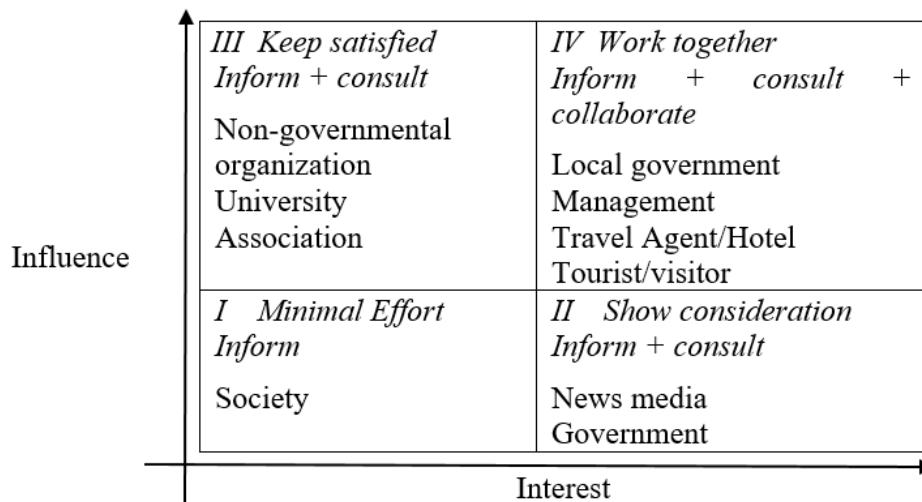 III Keep satisfied
Inform + consult
Non-governmental
organization
University
Association
IV Work together
Inform + consult +
collaborate
Local government
Management
Travel Agent/Hotel
Tourist/visitor
Influence
I Minimal Effort
Inform
Society
II Show consideration
Inform + consult
News media
Government
Interest